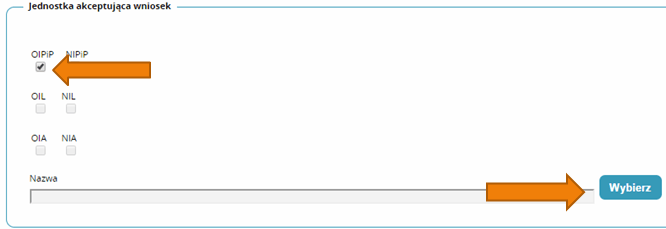 Jednostka akceptująca wniosek
OIPiP NIPiP
OIL NIL
OIA NIA
Nazwa
Wybierz